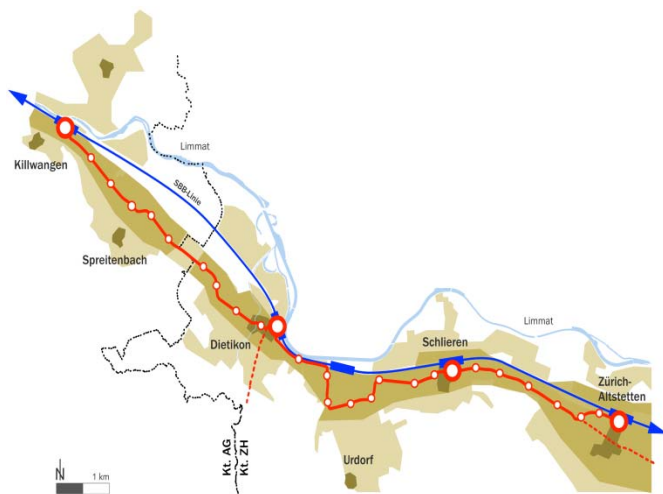 Limmat
Killwangen
SBB-Linie
Spreitenbach
Dietikon
Limmat
Schlieren
Zürich-
Altstetten
Urdorf
Kt. AG
Kt. ZH
N
1 km